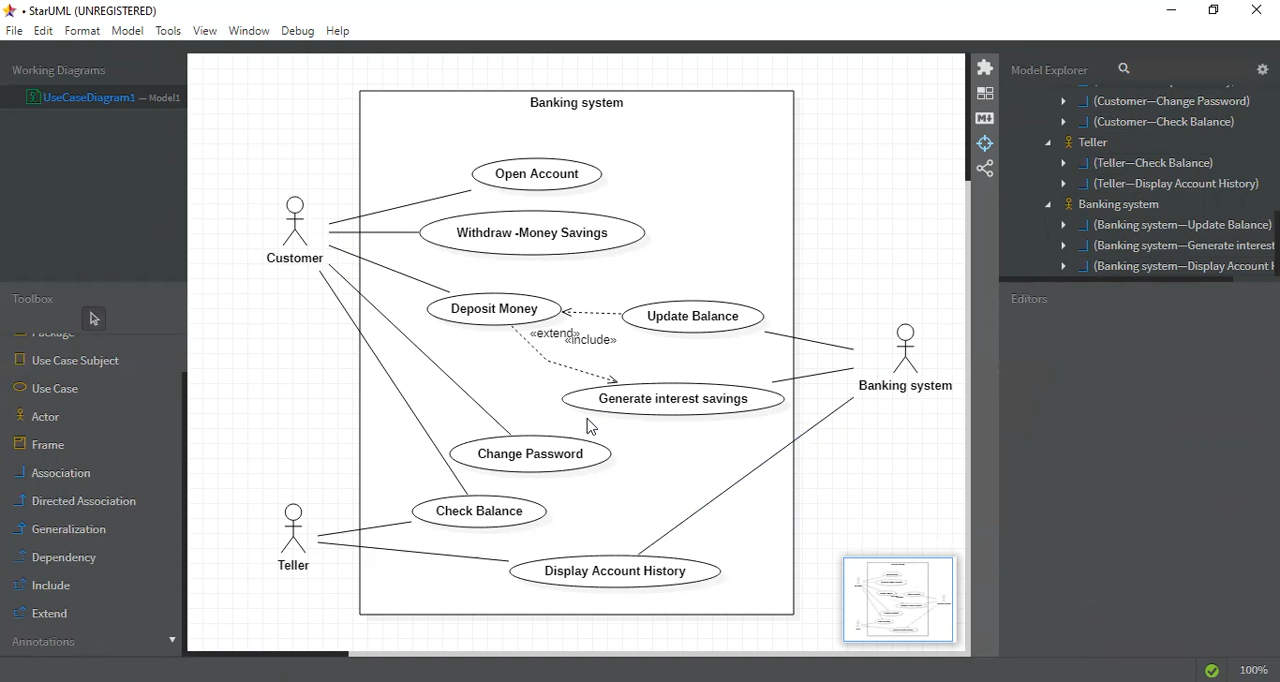 • StarUML (UNREGISTERED)
File Edit Format Model Tools View Window Debug Help
Working Diagrams
UseCaseDiagram1 — Model1
Toolbox
Package
Use Case Subject
Use Case
Actor
Frame
Association
Directed Association
Generalization
Dependency
Include
Extend
Annotations
Banking system
Open Account
Withdraw -Money Savings
Customer
Deposit Money
Update Balance
«extend»
«include»
Banking system
Generate interest savings
Change Password
Check Balance
Teller
Display Account History
Model Explorer
(Customer—Change Password)
(Customer—Check Balance)
Teller
(Teller—Check Balance)
(Teller—Display Account History)
Banking system
(Banking system—Update Balance)
(Banking system—Generate interest
(Banking system—Display Account H
Editors
100%